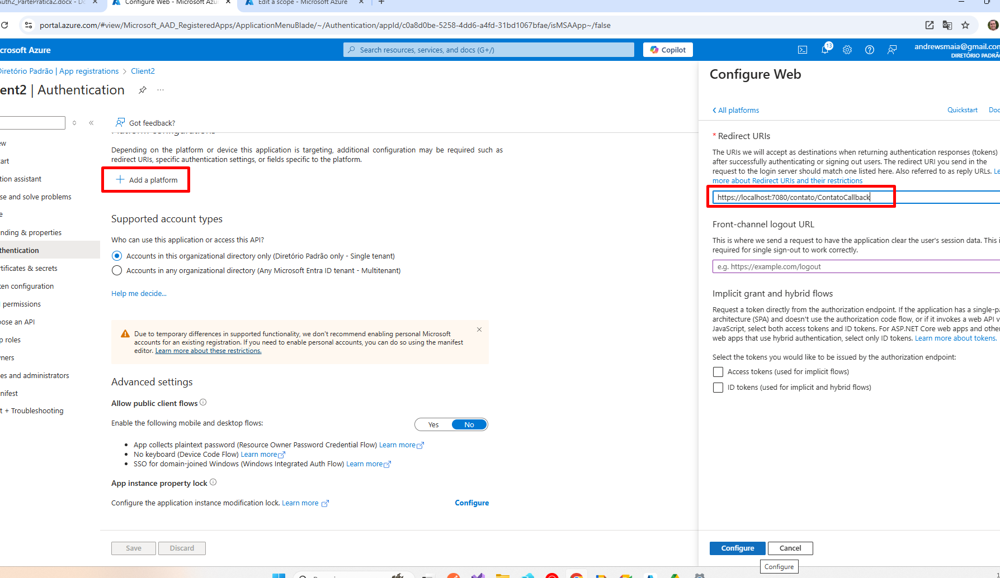 Auth2_PartePratica2.docx - Do
Configure Web - Microsoft Azu
Edit a scope - Microsoft Azure
portal.azure.com/#view/Microsoft_AAD_RegisteredApps/ApplicationMenuBlade/~/Authentication/appId/c0a8d0be-5258-4dd6-a4fd-31bd1067bfae/isMSAApp~/false
crosoft Azure
Search resources, services, and docs (G+/)
Copilot
13
andrewsmaia@gmail.com
DIRETÓRIO PADRÃO
Diretório Padrão | App registrations > Client2
ent2 | Authentication
Got feedback?
ew
art
tion assistant
se and solve problems
e
nding & properties
thentication
tificates & secrets
ken configuration
permissions
ose an API
p roles
ners
es and administrators
nifest
t + Troubleshooting
Platform configurations
Depending on the platform or device this application is targeting, additional configuration may be required such as
redirect URIs, specific authentication settings, or fields specific to the platform.
Add a platform
Supported account types
Who can use this application or access this API?
Accounts in this organizational directory only (Diretório Padrão only - Single tenant)
Accounts in any organizational directory (Any Microsoft Entra ID tenant - Multitenant)
Help me decide...
Due to temporary differences in supported functionality, we don't recommend enabling personal Microsoft
accounts for an existing registration. If you need to enable personal accounts, you can do so using the manifest
editor. Learn more about these restrictions.
Advanced settings
Allow public client flows
Enable the following mobile and desktop flows:
Yes
No
• App collects plaintext password (Resource Owner Password Credential Flow) Learn more
• No keyboard (Device Code Flow) Learn more
• SSO for domain-joined Windows (Windows Integrated Auth Flow) Learn more
App instance property lock
Configure the application instance modification lock. Learn more
Configure
Save
Discard
Configure Web
All platforms
Quickstart
Doc
* Redirect URIs
The URIs we will accept as destinations when returning authentication responses (tokens)
after successfully authenticating or signing out users. The redirect URI you send in the
request to the login server should match one listed here. Also referred to as reply URLs. Le
more about Redirect URIs and their restrictions
https://localhost:7080/contato/ContatoCallback
Front-channel logout URL
This is where we send a request to have the application clear the user's session data. This i
required for single sign-out to work correctly.
e.g. https://example.com/logout
Implicit grant and hybrid flows
Request a token directly from the authorization endpoint. If the application has a single-pa
architecture (SPA) and doesn't use the authorization code flow, or if it invokes a web API v
JavaScript, select both access tokens and ID tokens. For ASP.NET Core web apps and othe
web apps that use hybrid authentication, select only ID tokens. Learn more about tokens.
Select the tokens you would like to be issued by the authorization endpoint:
Access tokens (used for implicit flows)
ID tokens (used for implicit and hybrid flows)
Configure
Cancel
Configure